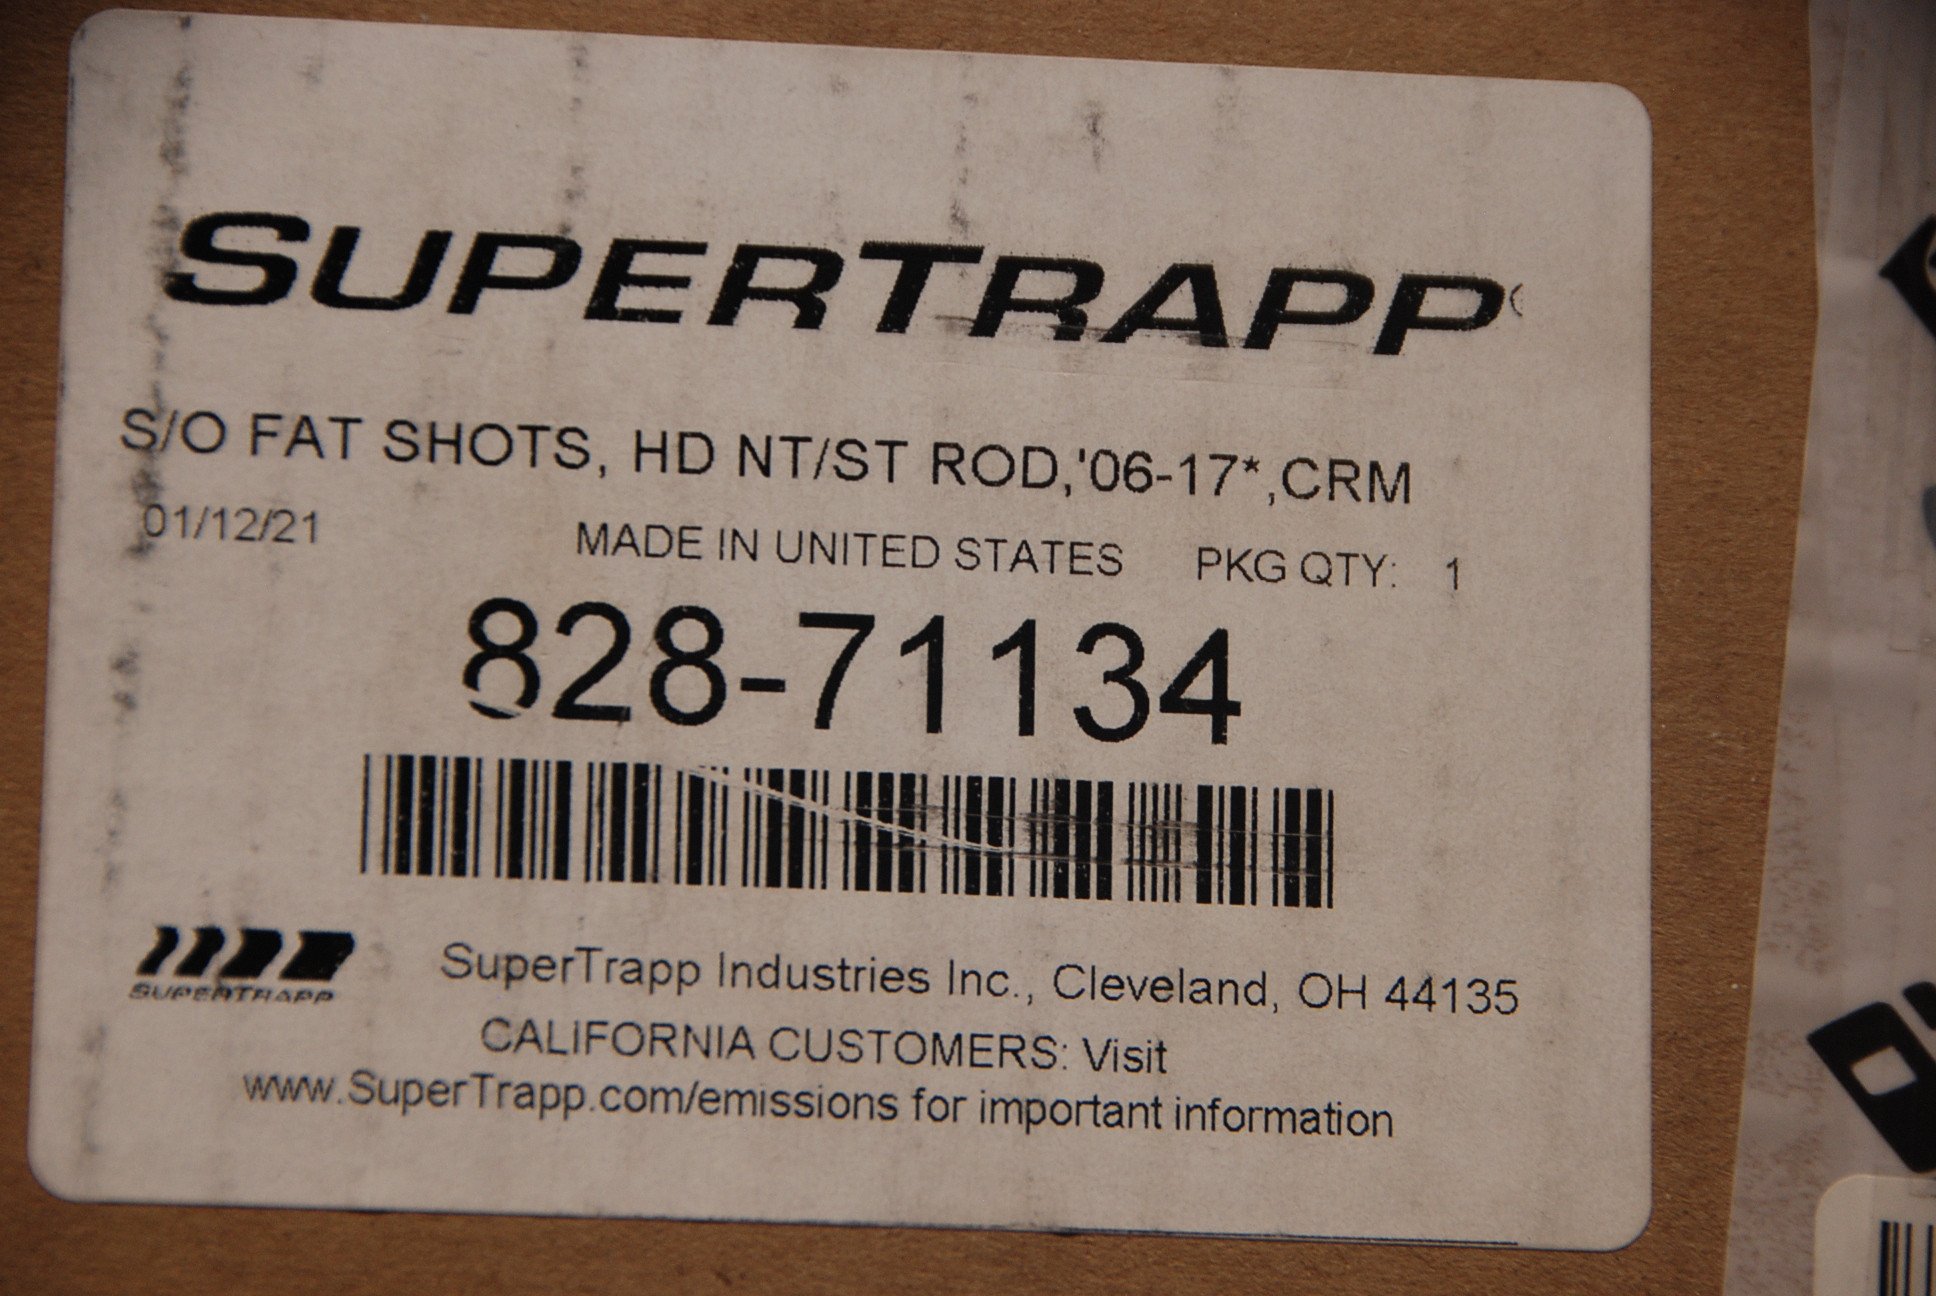 SUPERTRAPP
S/O FAT SHOTS, HD NT/ST ROD,'06-17*,CRM
01/12/21 MADE IN UNITED STATES PKG QTY: 1
828-71134
SUPERTRAPP
SuperTrapp Industries Inc., Cleveland, OH 44135
CALIFORNIA CUSTOMERS: Visit
www.SuperTrapp.com/emissions for important information